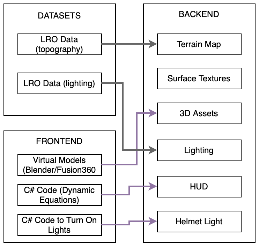 DATASETS
LRO Data
(topography)
LRO Data (lighting)
FRONTEND
Virtual Models
(Blender/Fusion360
C# Code (Dynamic
Equations)
C# Code to Turn On
Lights
BACKEND
Terrain Map
Surface Textures
3D Assets
Lighting
HUD
Helmet Light